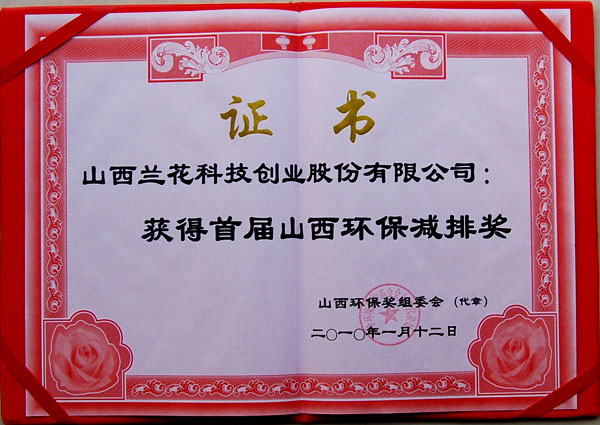 证 书
山西兰花科技创业股份有限公司：
获得首届山西环保减排奖
山西环保奖组委会（代章）
二〇一〇年一月十二日